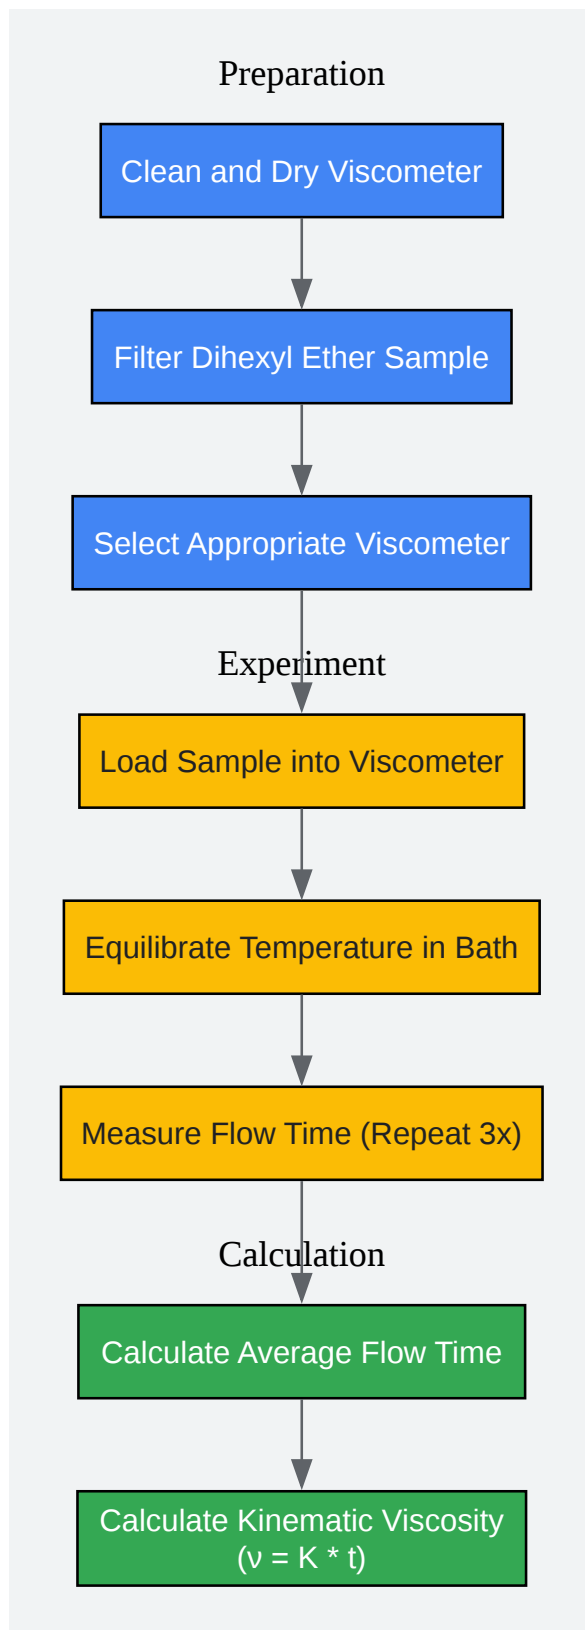 Preparation
Clean and Dry Viscometer
Filter Dihexyl Ether Sample
Select Appropriate Viscometer
Experiment
Load Sample into Viscometer
Equilibrate Temperature in Bath
Measure Flow Time (Repeat 3x)
Calculation
Calculate Average Flow Time
Calculate Kinematic Viscosity
(ν = K * t)